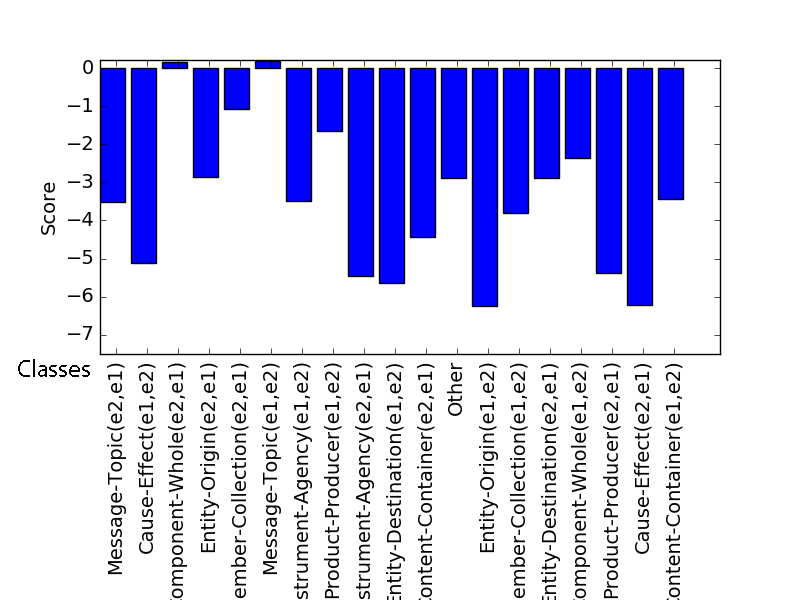 0
−1
−2
−3
−4
−5
−6
−7
Score
Classes
Message-Topic(e2,e1)
Cause-Effect(e1,e2)
omponent-Whole(e2,e1)
Entity-Origin(e2,e1)
ember-Collection(e2,e1)
Message-Topic(e1,e2)
strument-Agency(e1,e2)
Product-Producer(e1,e2)
strument-Agency(e2,e1)
Entity-Destination(e1,e2)
ontent-Container(e2,e1)
Other
Entity-Origin(e1,e2)
ember-Collection(e1,e2)
Entity-Destination(e2,e1)
omponent-Whole(e1,e2)
Product-Producer(e2,e1)
Cause-Effect(e2,e1)
ontent-Container(e1,e2)